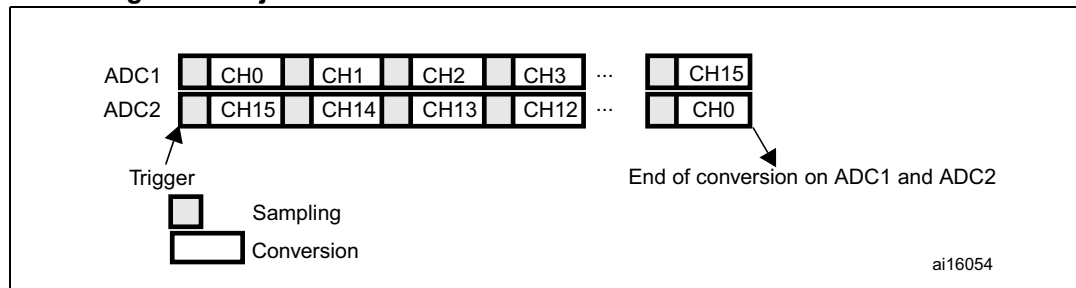 ADC1 CH0 CH1 CH2 CH3 ... CH15
ADC2 CH15 CH14 CH13 CH12 ... CH0
Trigger
End of conversion on ADC1 and ADC2
Sampling
Conversion
ai16054